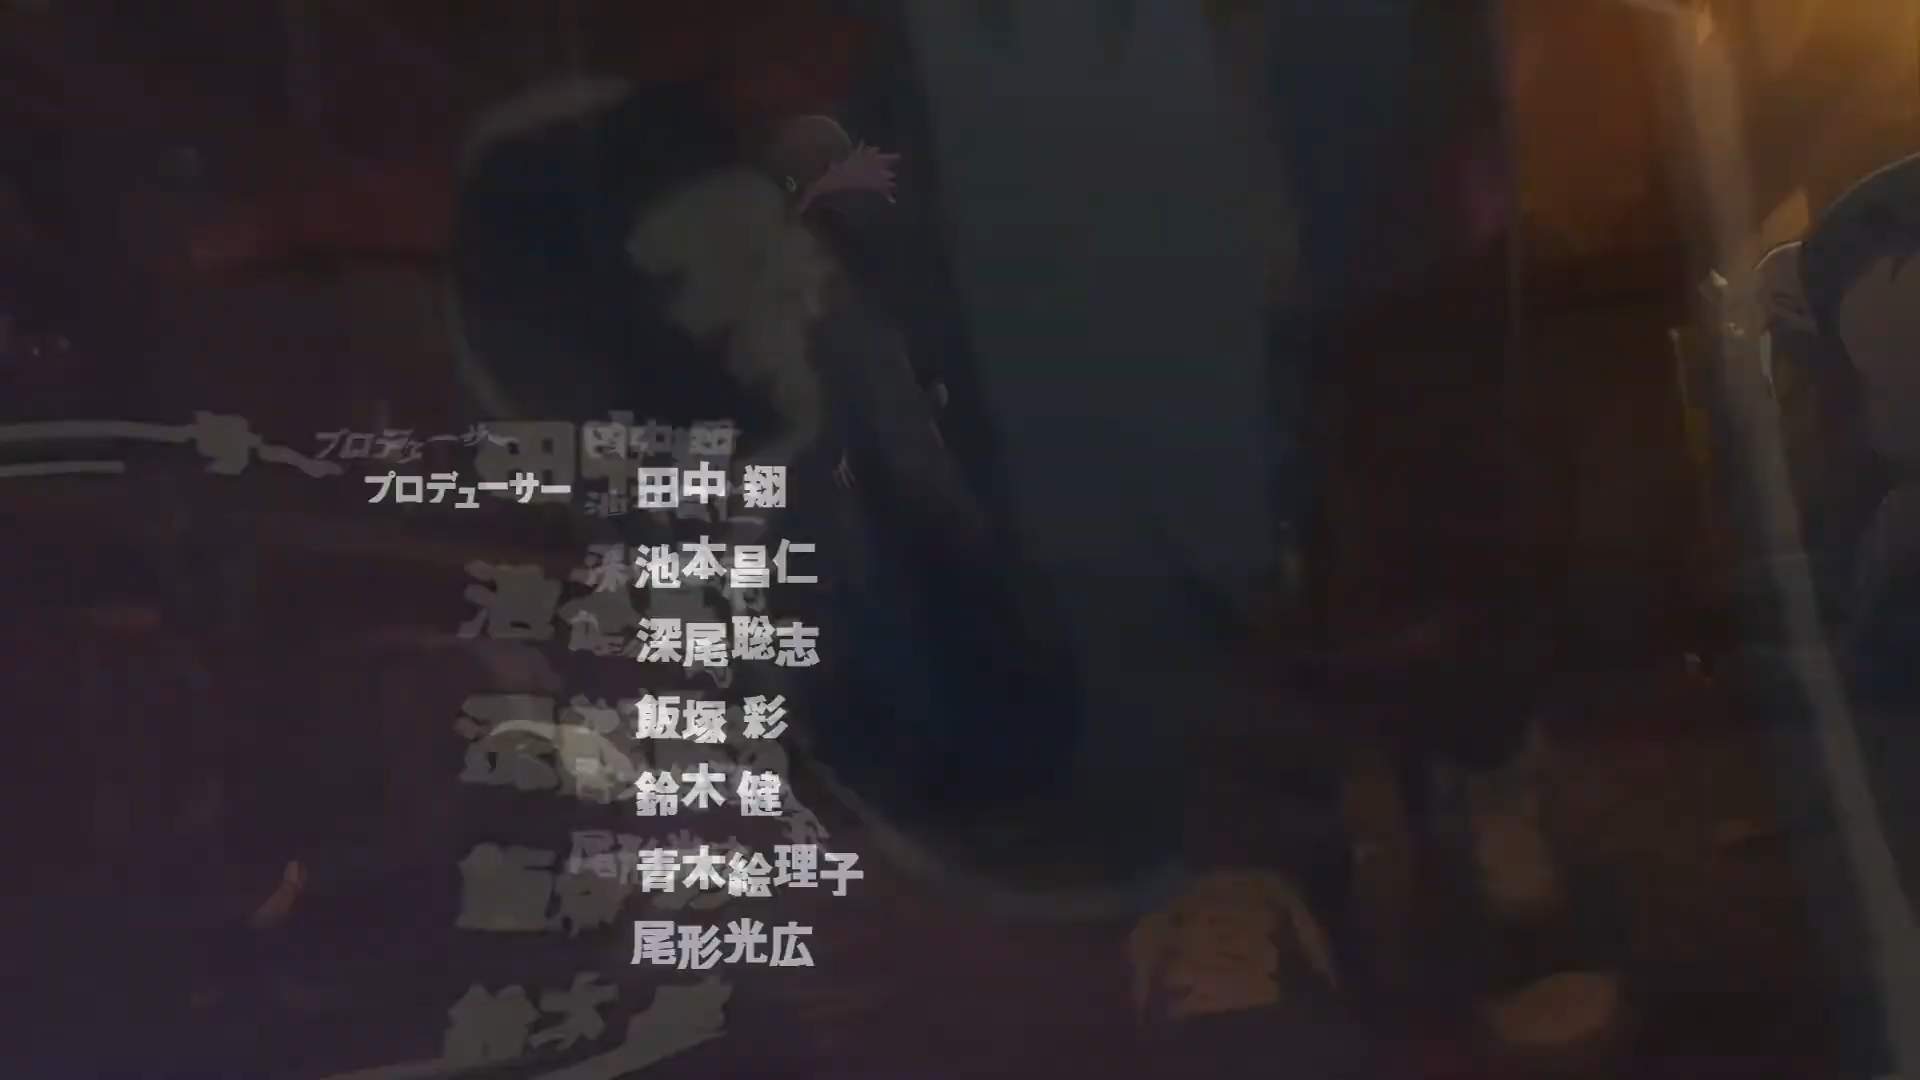 プロデューサー 田中 翔
池本昌仁
深尾聡志
飯塚 彩
鈴木 健
青木絵理子
尾形光広